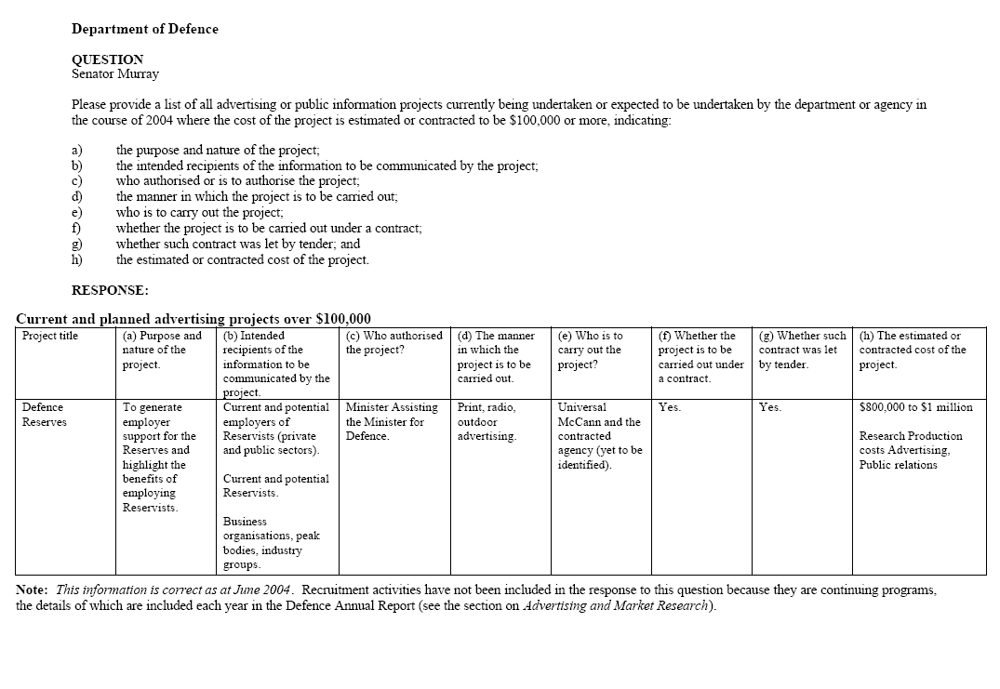 Department of Defence
QUESTION
Senator Murray
Please provide a list of all advertising or public information projects currently being undertaken or expected to be undertaken by the department or agency in
the course of 2004 where the cost of the project is estimated or contracted to be $100,000 or more, indicating:
a) the purpose and nature of the project;
b) the intended recipients of the information to be communicated by the project;
c) who authorised or is to authorise the project;
d) the manner in which the project is to be carried out;
e) who is to carry out the project;
f) whether the project is to be carried out under a contract;
g) whether such contract was let by tender; and
h) the estimated or contracted cost of the project.
RESPONSE:
Current and planned advertising projects over $100,000
Project title
(a) Purpose and
nature of the
project.
(b) Intended
recipients of the
information to be
communicated by the
project.
(c) Who authorised
the project?
(d) The manner
in which the
project is to be
carried out.
(e) Who is to
carry out the
project?
(f) Whether the
project is to be
carried out under
a contract.
(g) Whether such
contract was let
by tender.
(h) The estimated or
contracted cost of the
project.
Defence
Reserves
To generate
employer
support for the
Reserves and
highlight the
benefits of
employing
Reservists.
Current and potential
employers of
Reservists (private
and public sectors).
Current and potential
Reservists.
Business
organisations, peak
bodies, industry
groups.
Minister Assisting
the Minister for
Defence.
Print, radio,
outdoor
advertising.
Universal
McCann and the
contracted
agency (yet to be
identified).
Yes.
Yes.
$800,000 to $1 million
Research Production
costs Advertising,
Public relations
Note: This information is correct as at June 2004. Recruitment activities have not been included in the response to this question because they are continuing programs,
the details of which are included each year in the Defence Annual Report (see the section on Advertising and Market Research).